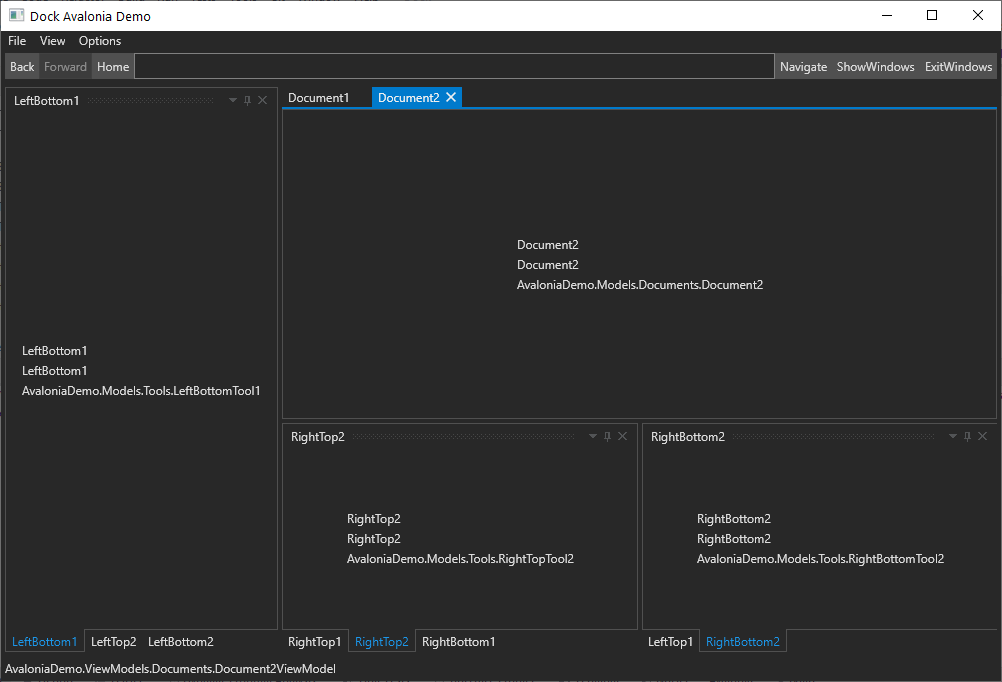 Dock Avalonia Demo
File View Options
Back Forward Home Navigate ShowWindows ExitWindows
LeftBottom1
LeftBottom1
LeftBottom1
AvaloniaDemo.Models.Tools.LeftBottomTool1
LeftBottom1 LeftTop2 LeftBottom2
Document1 Document2
Document2
Document2
AvaloniaDemo.Models.Documents.Document2
RightTop2
RightTop2
RightTop2
AvaloniaDemo.Models.Tools.RightTopTool2
RightTop1 RightTop2 RightBottom1
RightBottom2
RightBottom2
RightBottom2
AvaloniaDemo.Models.Tools.RightBottomTool2
LeftTop1 RightBottom2
AvaloniaDemo.ViewModels.Documents.Document2ViewModel